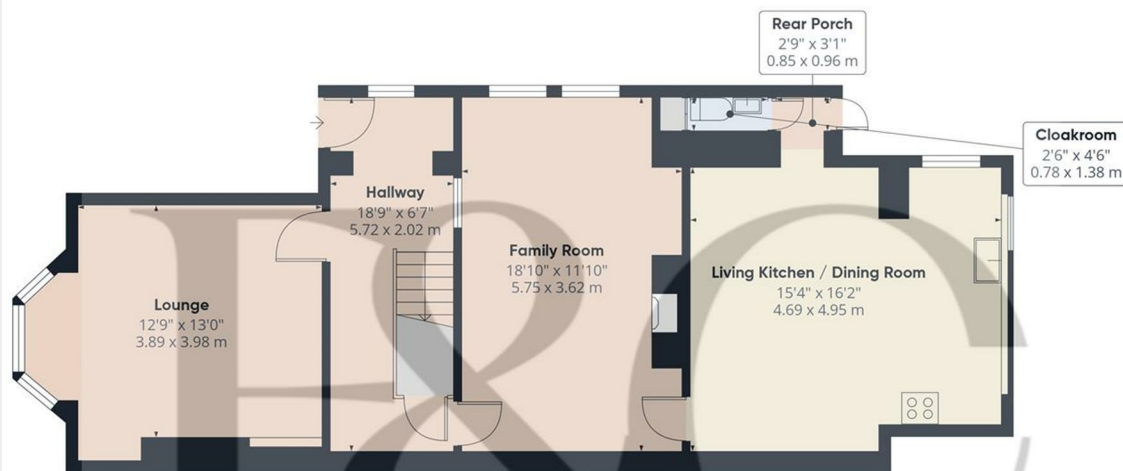 Rear Porch
2'9" x 3'1"
0.85 x 0.96 m
Cloakroom
2'6" x 4'6"
0.78 x 1.38 m
Hallway
18'9" x 6'7"
5.72 x 2.02 m
Family Room
18'10" x 11'10"
5.75 x 3.62 m
Living Kitchen / Dining Room
15'4" x 16'2"
4.69 x 4.95 m
Lounge
12'9" x 13'0"
3.89 x 3.98 m